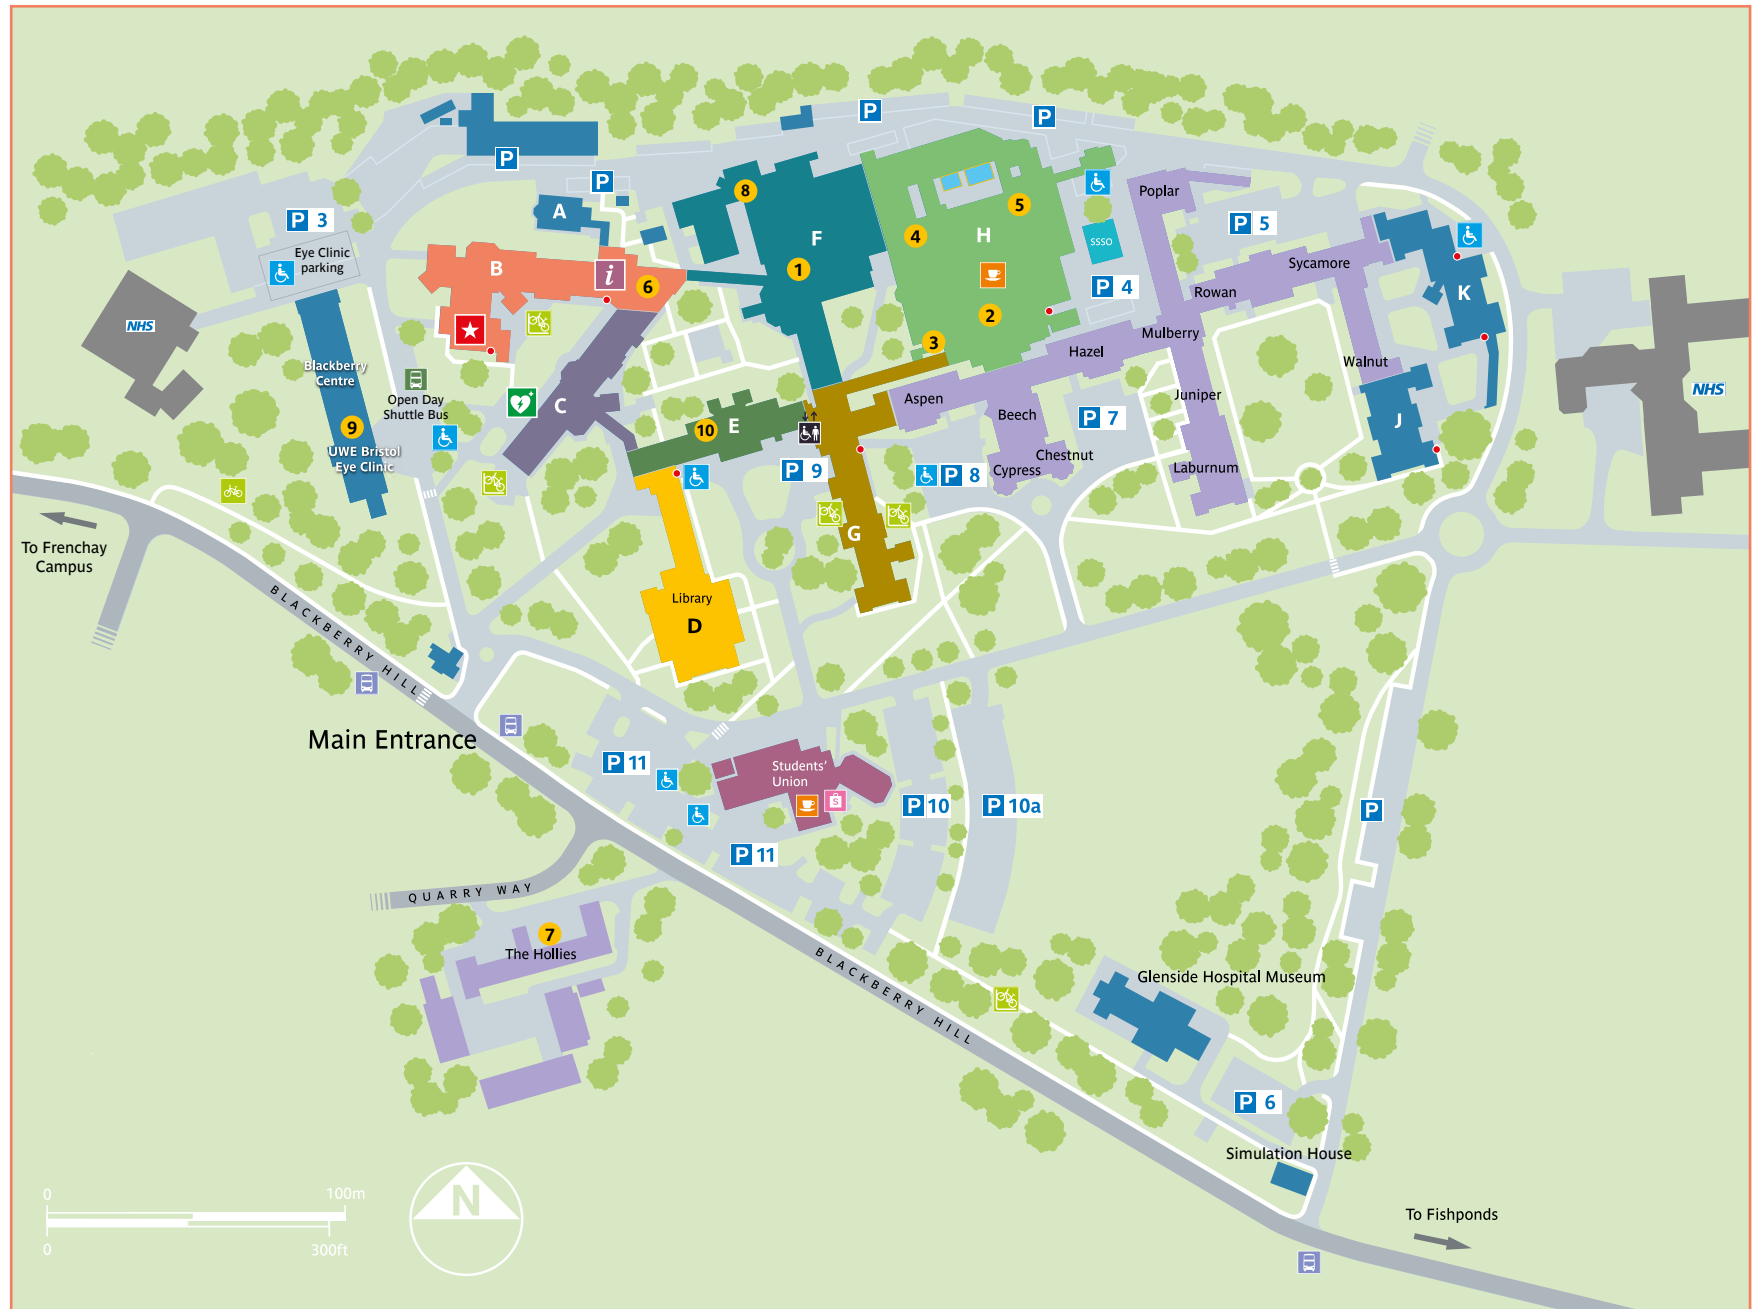 P
P
P
P
8
A
P 3
Eye Clinic
parking
B
i
6
F
1
4
H
5
2
3
SSSO
P 4
Poplar
P 5
Sycamore
Rowan
K
Mulberry
Hazel
Walnut
NHS
NHS
Blackberry
Centre
9
UWE Bristol
Eye Clinic
Open Day
Shuttle Bus
C
10
E
Aspen
Beech
Juniper
P 7
J
Chestnut
Cypress
Laburnum
P 9
P 8
G
To Frenchay
Campus
BLACKBERRY HILL
Library
D
Main Entrance
P 11
Students'
Union
S
P 10
P 10a
P
P 11
QUARRY WAY
7
The Hollies
BLACKBERRY HILL
Glenside Hospital Museum
P 6
Simulation House
To Fishponds
0
100m
0
300ft
N